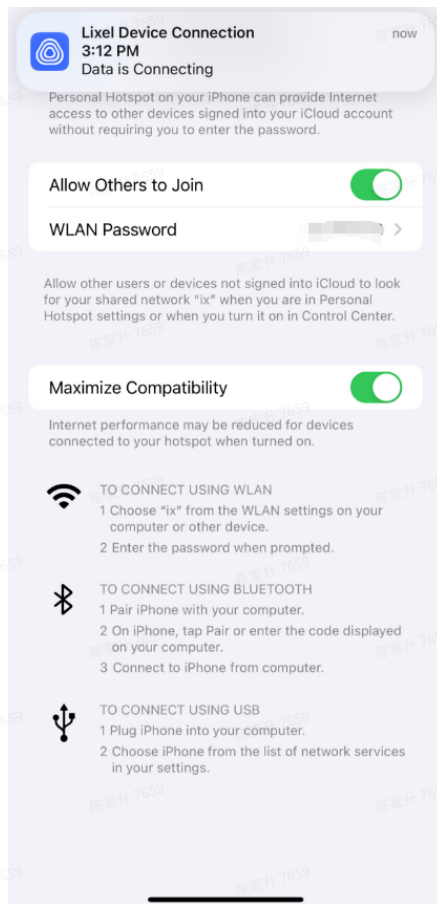 Lixel Device Connection
now
3:12 PM
Data is Connecting
Personal Hotspot on your iPhone can provide Internet
access to other devices signed into your iCloud account
without requiring you to enter the password.
Allow Others to Join
WLAN Password
Allow other users or devices not signed into iCloud to look
for your shared network “ix” when you are in Personal
Hotspot settings or when you turn it on in Control Center.
Maximize Compatibility
Internet performance may be reduced for devices
connected to your hotspot when turned on.
TO CONNECT USING WLAN
1 Choose “ix” from the WLAN settings on your
computer or other device.
2 Enter the password when prompted.
TO CONNECT USING BLUETOOTH
1 Pair iPhone with your computer.
2 On iPhone, tap Pair or enter the code displayed
on your computer.
3 Connect to iPhone from computer.
TO CONNECT USING USB
1 Plug iPhone into your computer.
2 Choose iPhone from the list of network services
in your settings.
陈家升 7659